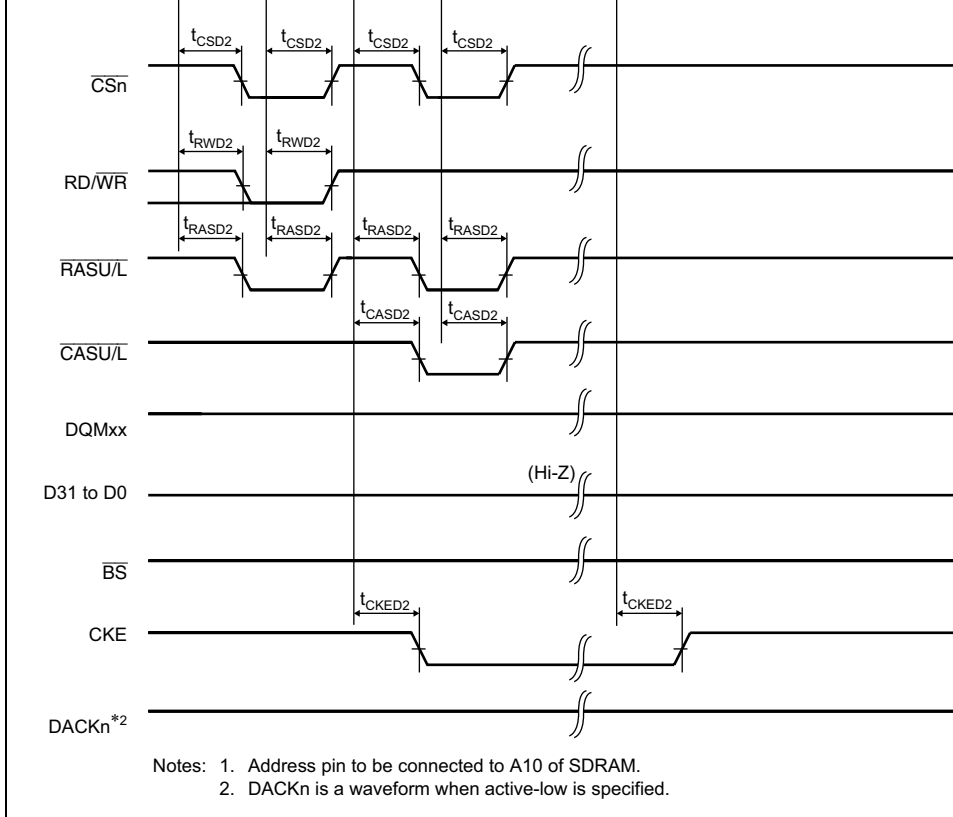 tCSD2 tCSD2 tCSD2 tCSD2
CSn
tRWD2 tRWD2
RD/WR
tRASD2 tRASD2 tRASD2 tRASD2
RASU/L
tCASD2 tCASD2
CASU/L
DQMxx
(Hi-Z)
D31 to D0
BS
tCKED2 tCKED2
CKE
DACKn*2
Notes: 1. Address pin to be connected to A10 of SDRAM.
2. DACKn is a waveform when active-low is specified.